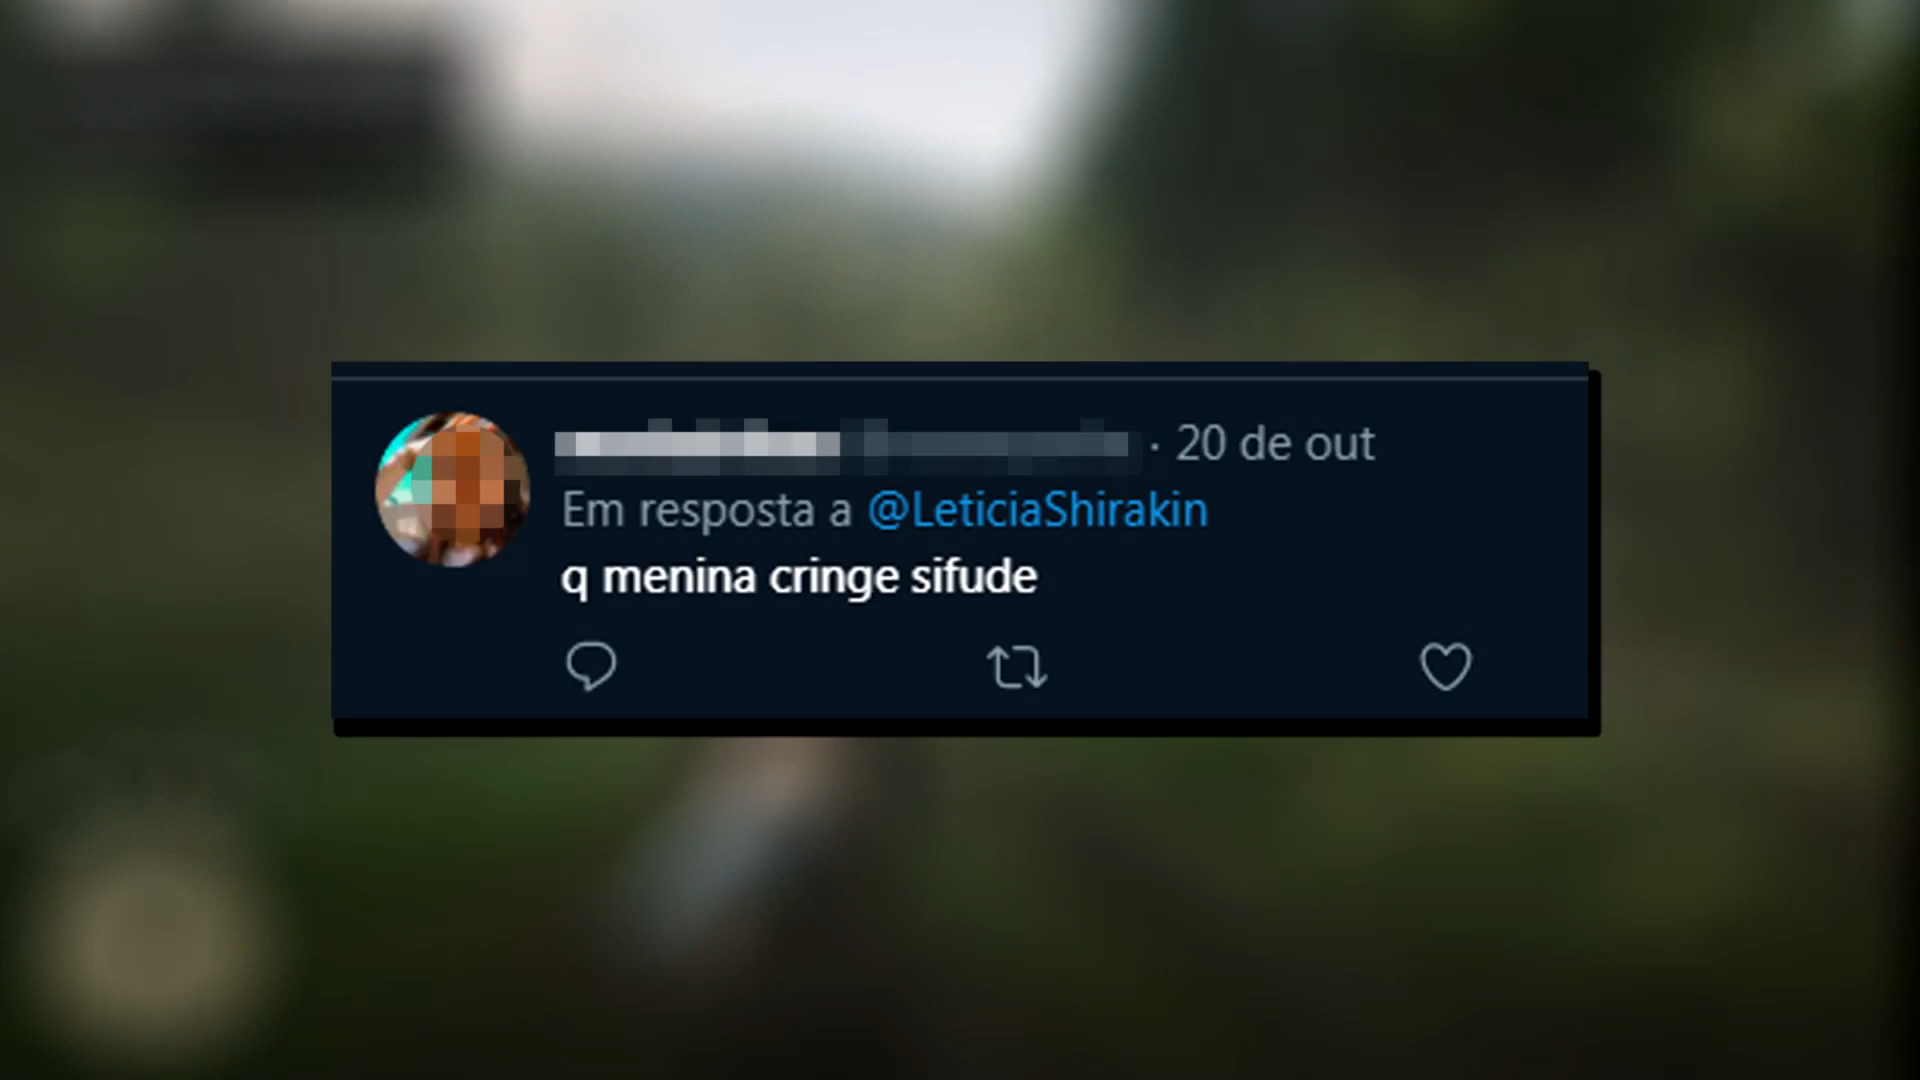 · 20 de out
Em resposta a @LeticiaShirakin
q menina cringe sifude